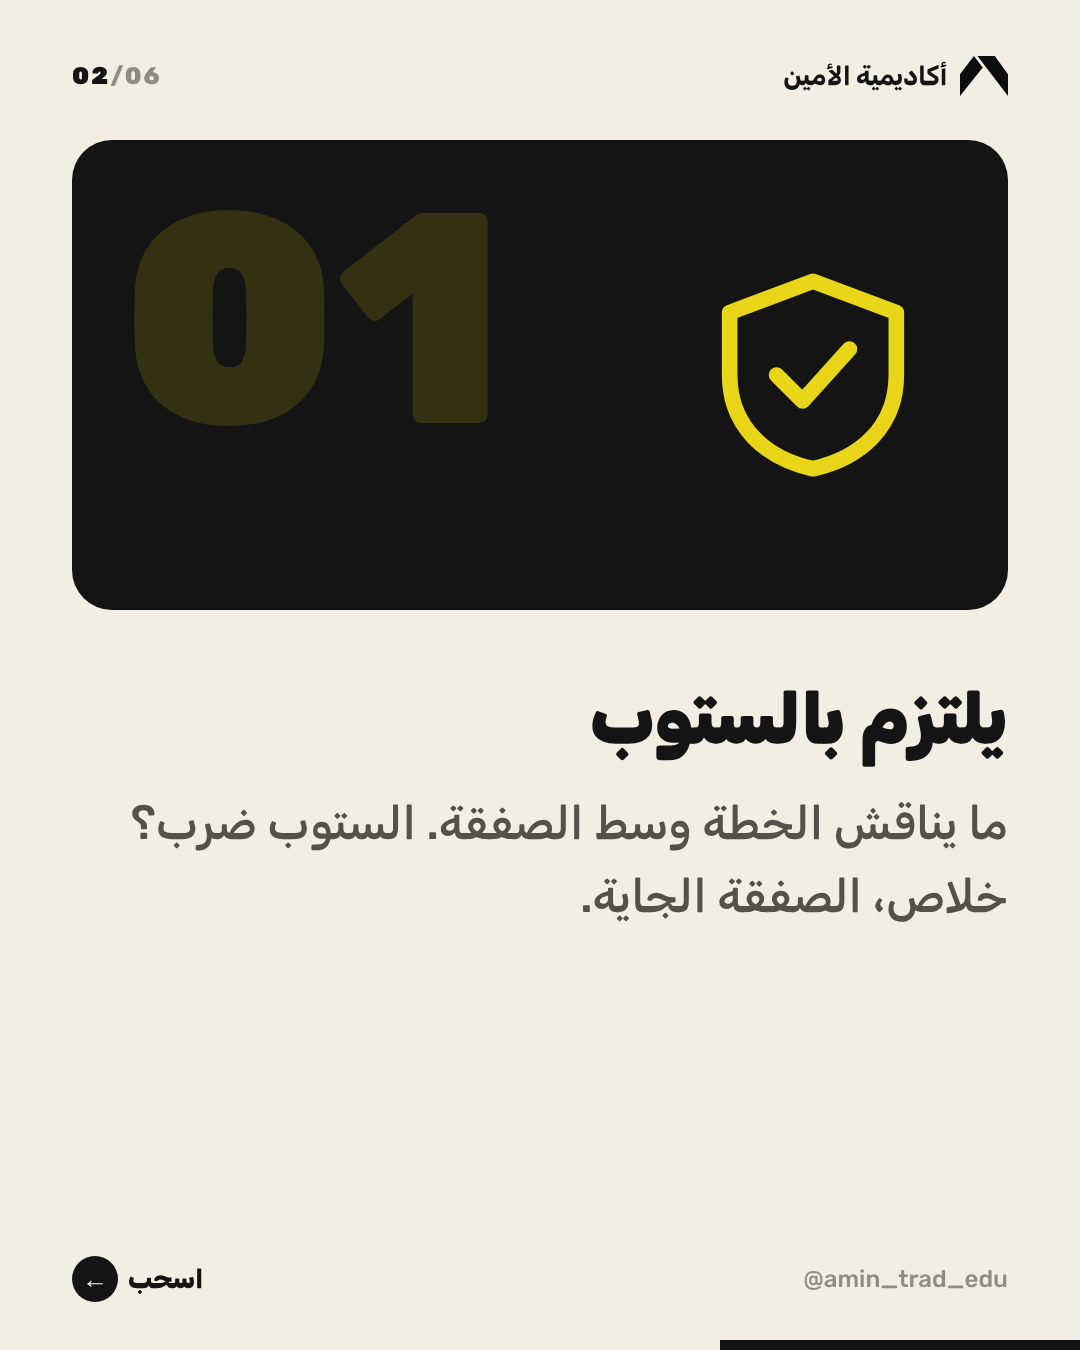 أكاديمية الأمين
02/06
01
يلتزم بالستوب
ما يناقش الخطة وسط الصفقة. الستوب ضرب؟
خلاص، الصفقة الجاية.
@amin_trad_edu
اسحب ←